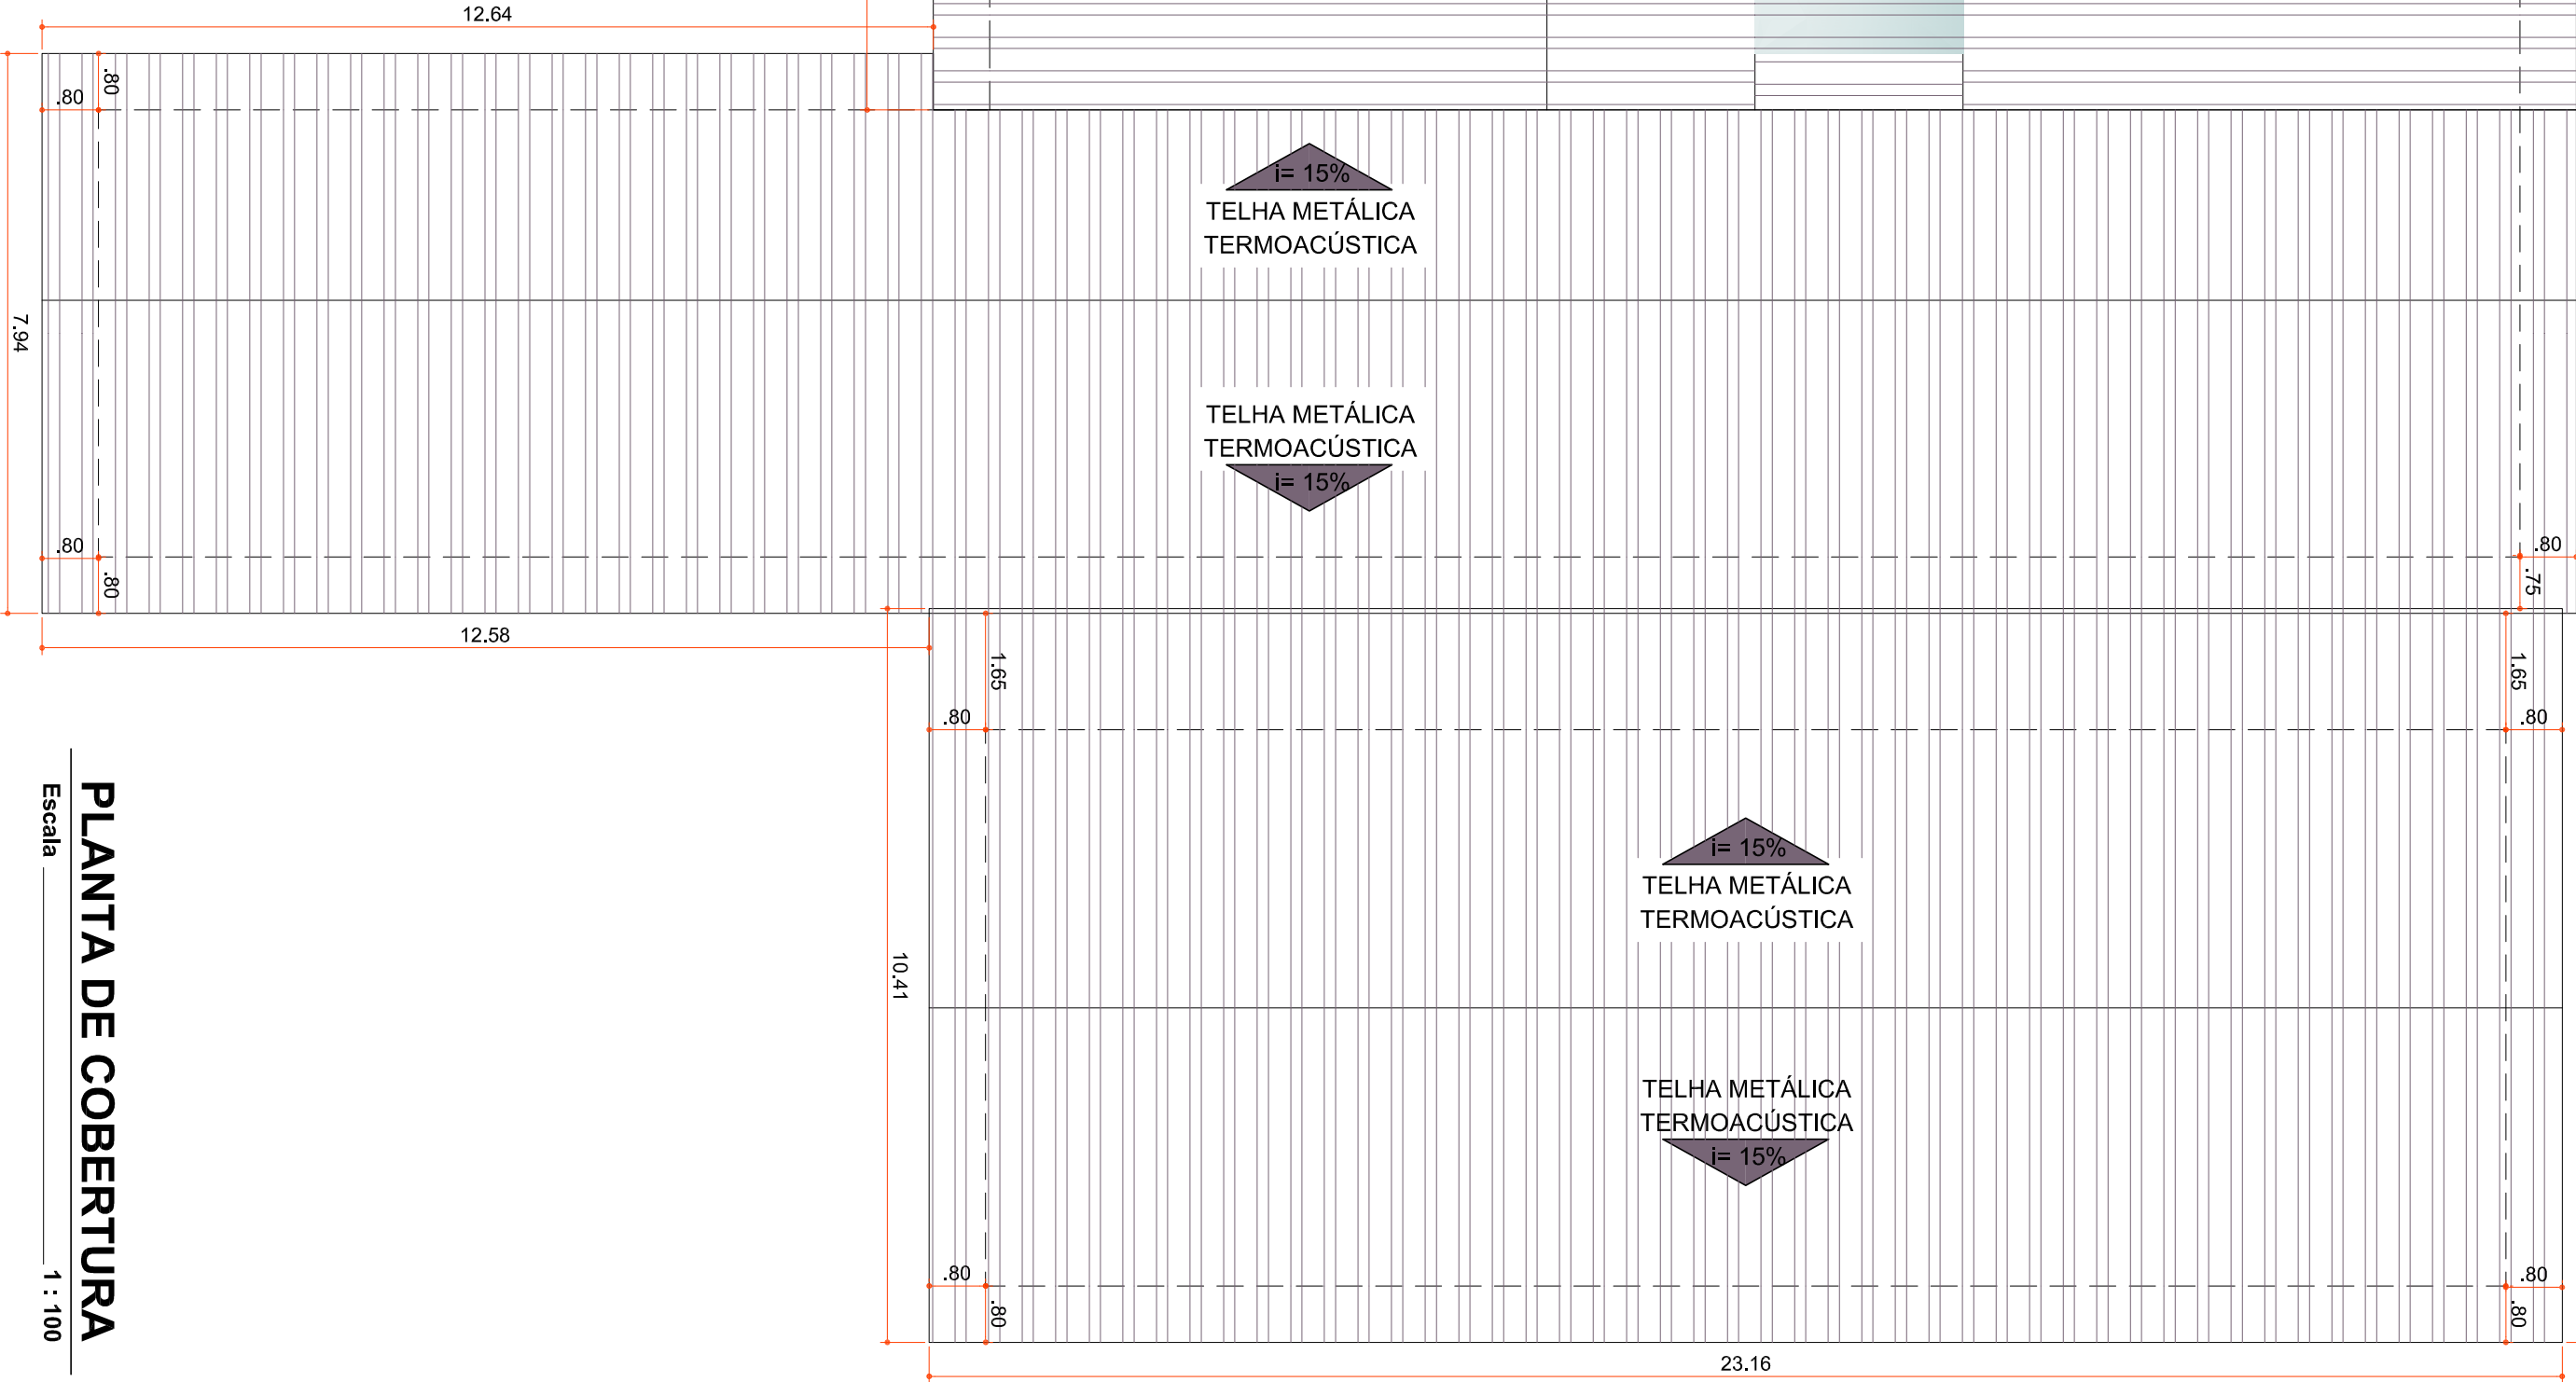 12.64
.80
.80
i= 15%
TELHA METÁLICA
TERMOACÚSTICA
7.94
TELHA METÁLICA
TERMOACÚSTICA
i= 15%
.80
.80
.80
.75
12.58
1.65
.80
1.65
.80
i= 15%
TELHA METÁLICA
TERMOACÚSTICA
10.41
TELHA METÁLICA
TERMOACÚSTICA
i= 15%
.80
.80
.80
.80
23.16
PLANTA DE COBERTURA
Escala 1 : 100